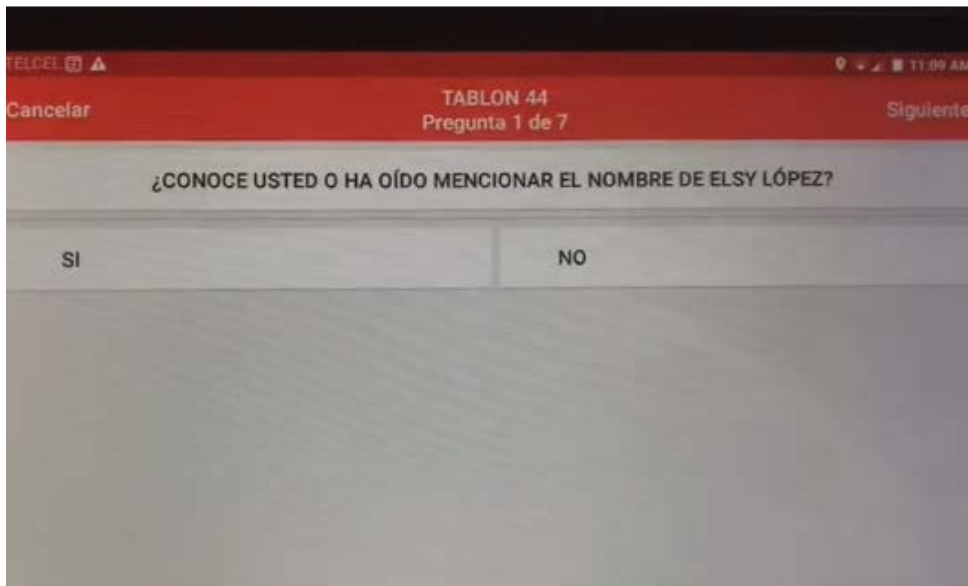 TELCEL 11:09 AM
Cancelar TABLON 44 Siguiente
Pregunta 1 de 7
¿CONOCE USTED O HA OÍDO MENCIONAR EL NOMBRE DE ELSY LÓPEZ?
SI NO